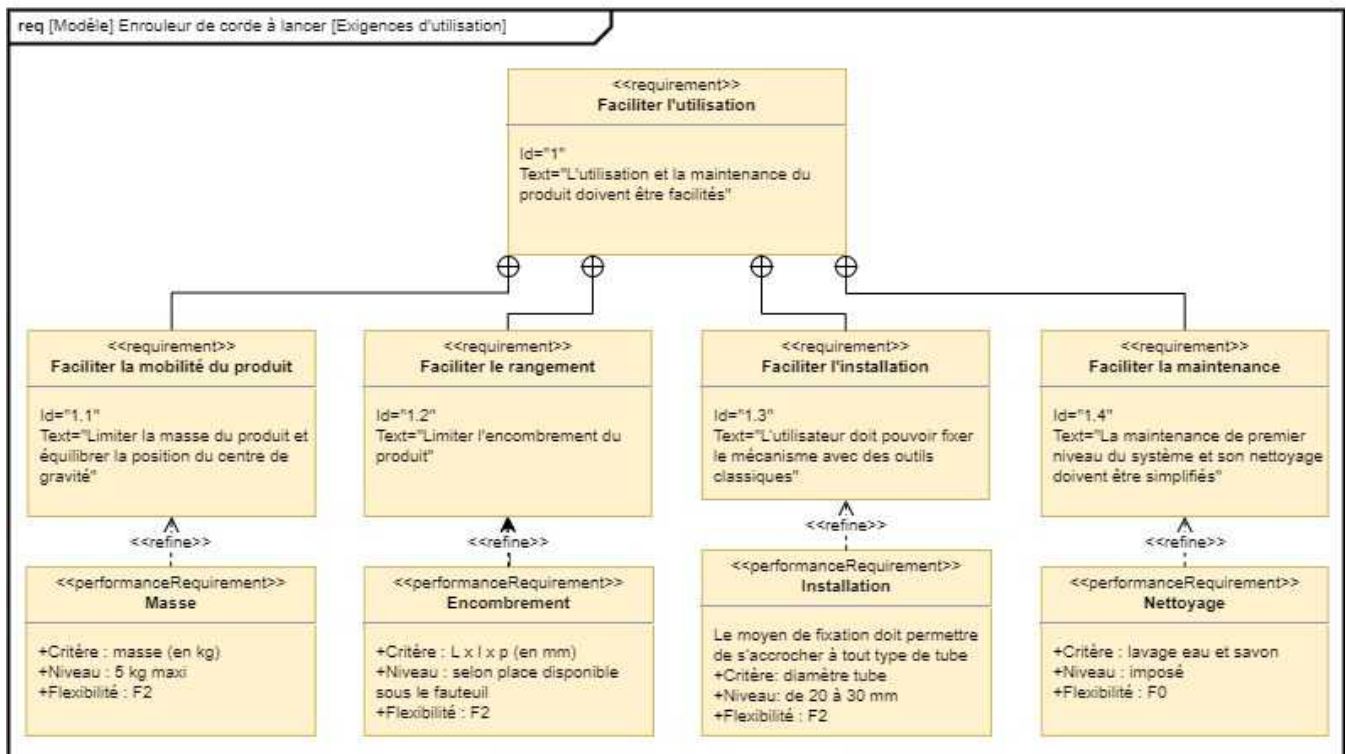 req [Modèle] Enrouleur de corde à lancer [Exigences d'utilisation]
<<requirement>>
Faciliter l'utilisation
Id="1"
Text="L'utilisation et la maintenance du
produit doivent être facilités"
<<requirement>>
Faciliter la mobilité du produit
Id="1.1"
Text="Limiter la masse du produit et
équilibrer la position du centre de
gravité"
<<refine>>
<<performanceRequirement>>
Masse
+Critère : masse (en kg)
+Niveau : 5 kg maxi
+Flexibilité : F2
<<requirement>>
Faciliter le rangement
Id="1.2"
Text="Limiter l'encombrement du
produit"
<<refine>>
<<performanceRequirement>>
Encombrement
+Critère : L x l x p (en mm)
+Niveau : selon place disponible
sous le fauteuil
+Flexibilité : F2
<<requirement>>
Faciliter l'installation
Id="1.3"
Text="L'utilisateur doit pouvoir fixer
le mécanisme avec des outils
classiques"
<<refine>>
<<performanceRequirement>>
Installation
Le moyen de fixation doit permettre
de s'accrocher à tout type de tube
+Critère: diamètre tube
+Niveau: de 20 à 30 mm
+Flexibilité : F2
<<requirement>>
Faciliter la maintenance
Id="1.4"
Text="La maintenance de premier
niveau du système et son nettoyage
doivent être simplifiés"
<<refine>>
<<performanceRequirement>>
Nettoyage
+Critère : lavage eau et savon
+Niveau : imposé
+Flexibilité : F0